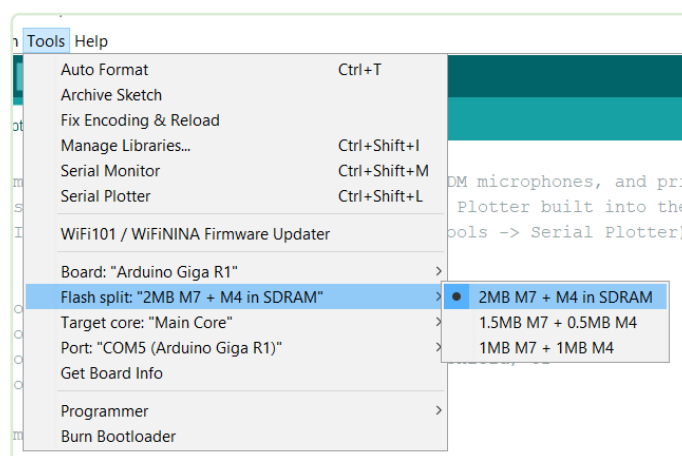 Tools Help
Auto Format Ctrl+T
Archive Sketch
Fix Encoding & Reload
Manage Libraries... Ctrl+Shift+I
Serial Monitor Ctrl+Shift+M
DM microphones, and pri
Serial Plotter Ctrl+Shift+L
Plotter built into the
WiFi101 / WiFiNINA Firmware Updater
ools -> Serial Plotter)
Board: "Arduino Giga R1"
Flash split: "2MB M7 + M4 in SDRAM"
2MB M7 + M4 in SDRAM
Target core: "Main Core"
1.5MB M7 + 0.5MB M4
Port: "COM5 (Arduino Giga R1)"
1MB M7 + 1MB M4
Get Board Info
Programmer
Burn Bootloader